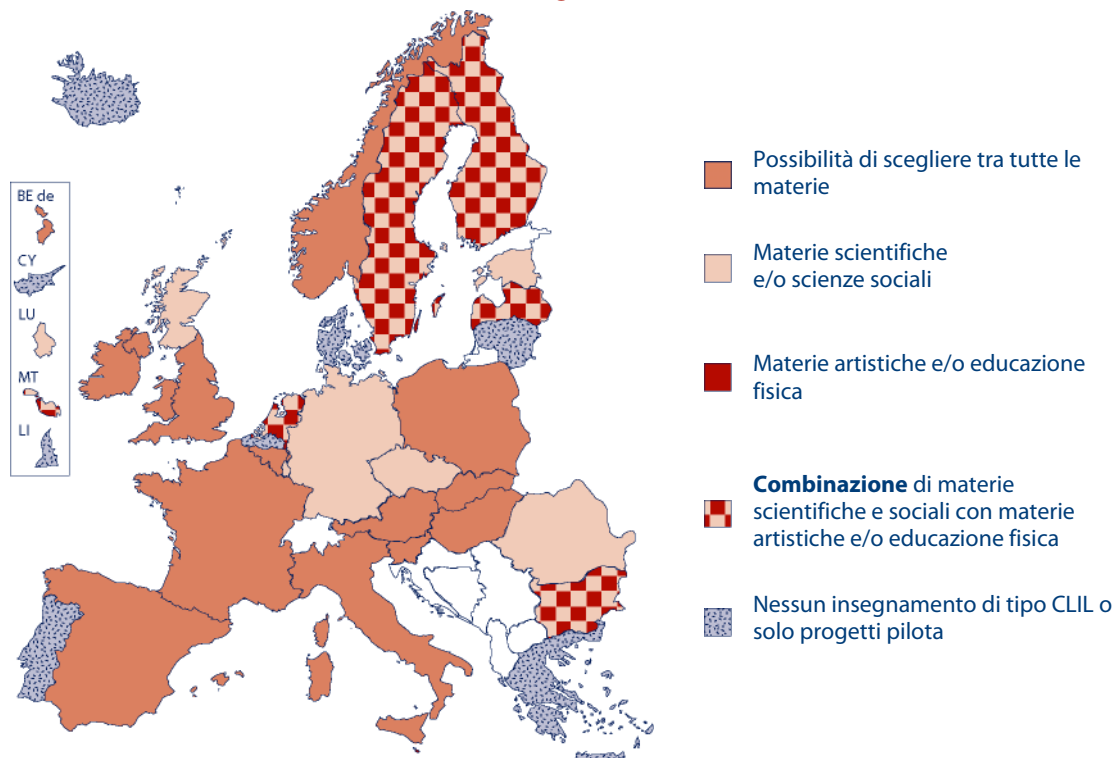 BE de
CY
LU
MT
LI
Possibilità di scegliere tra tutte le
materie
Materie scientifiche
e/o scienze sociali
Materie artistiche e/o educazione
fisica
Combinazione di materie
scientifiche e sociali con materie
artistiche e/o educazione fisica
Nessun insegnamento di tipo CLIL o
solo progetti pilota